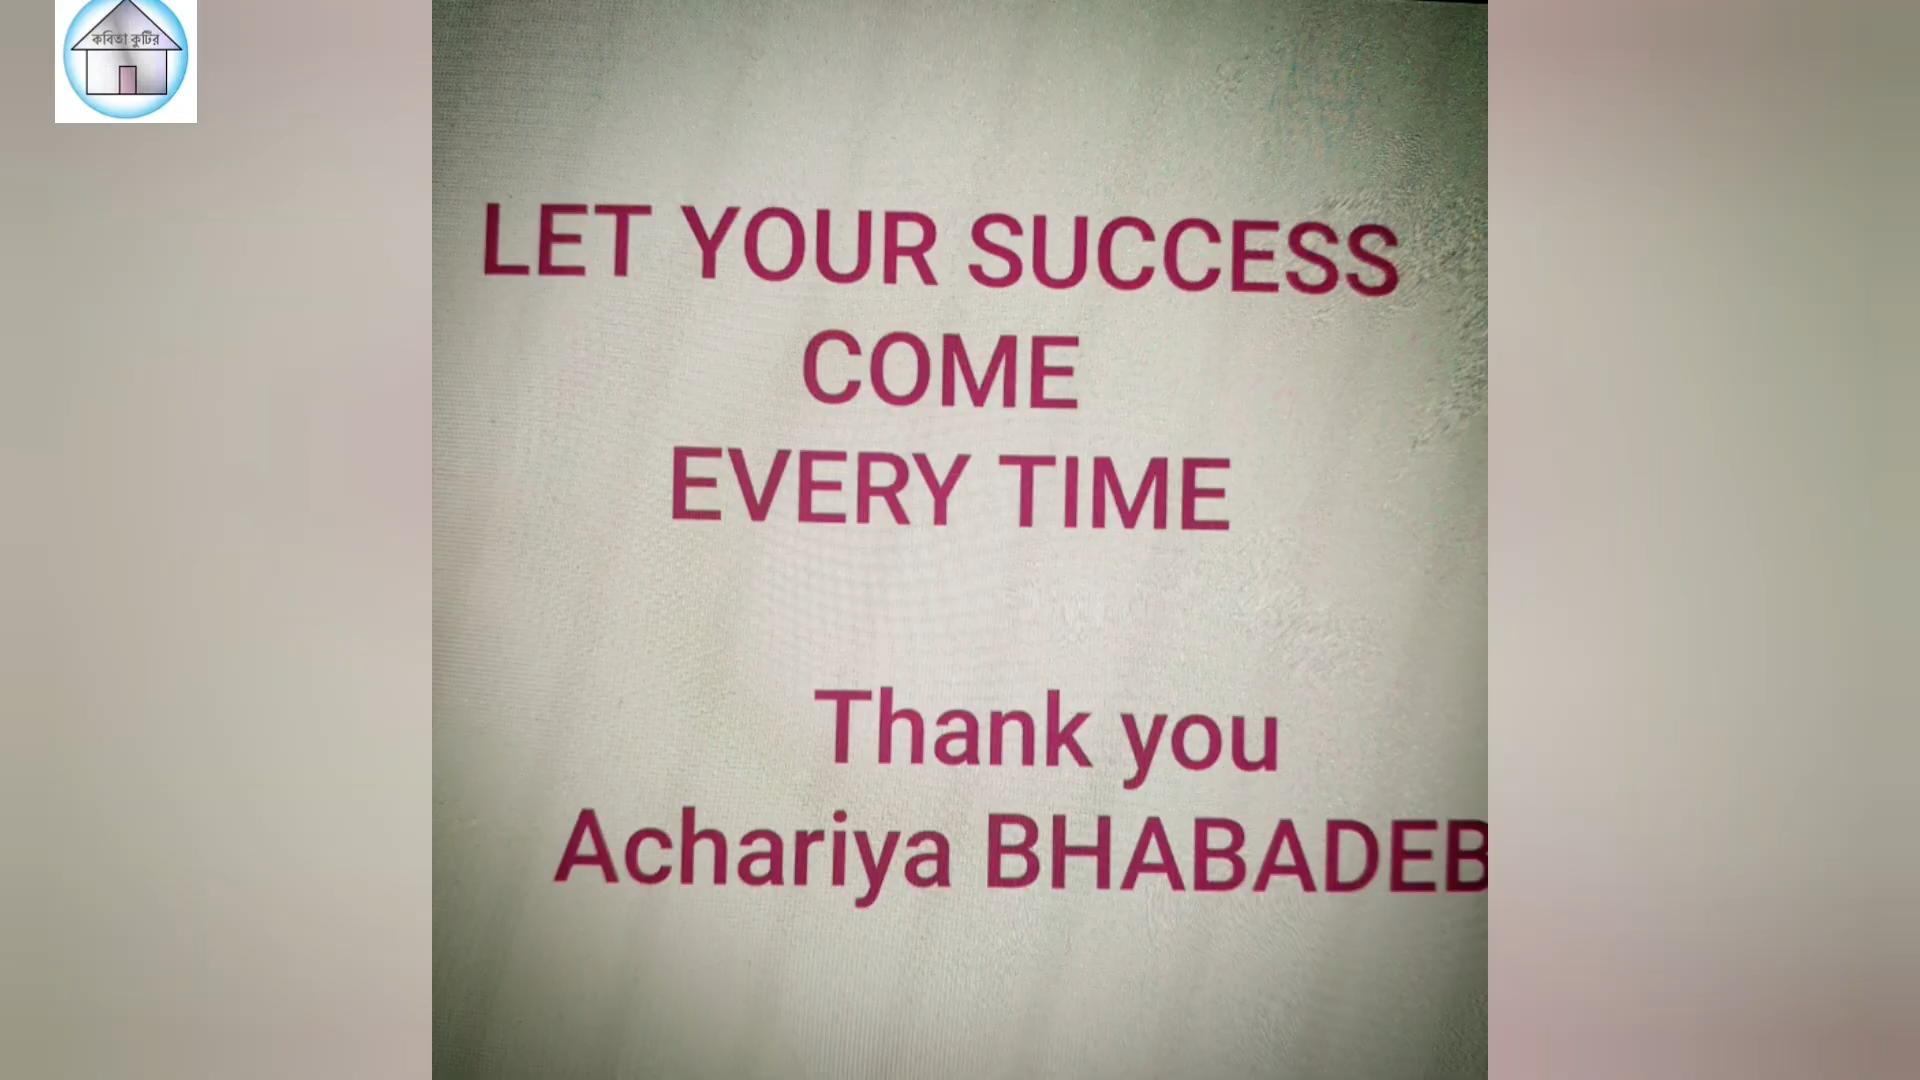 কবিতা কুটির
LET YOUR SUCCESS
COME
EVERY TIME
Thank you
Achariya BHABADEB